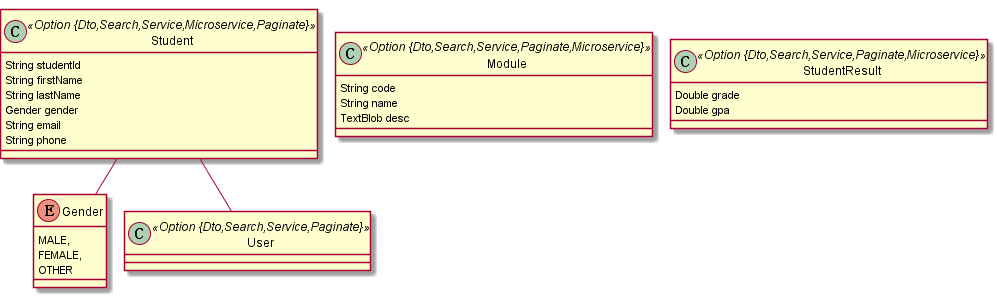 C «Option {Dto,Search,Service,Microservice,Paginate}»
Student
String studentId
String firstName
String lastName
Gender gender
String email
String phone
C «Option {Dto,Search,Service,Paginate,Microservice}»
Module
String code
String name
TextBlob desc
C «Option {Dto,Search,Service,Paginate,Microservice}»
StudentResult
Double grade
Double gpa
E Gender
MALE,
FEMALE,
OTHER
C «Option {Dto,Search,Service,Paginate}»
User